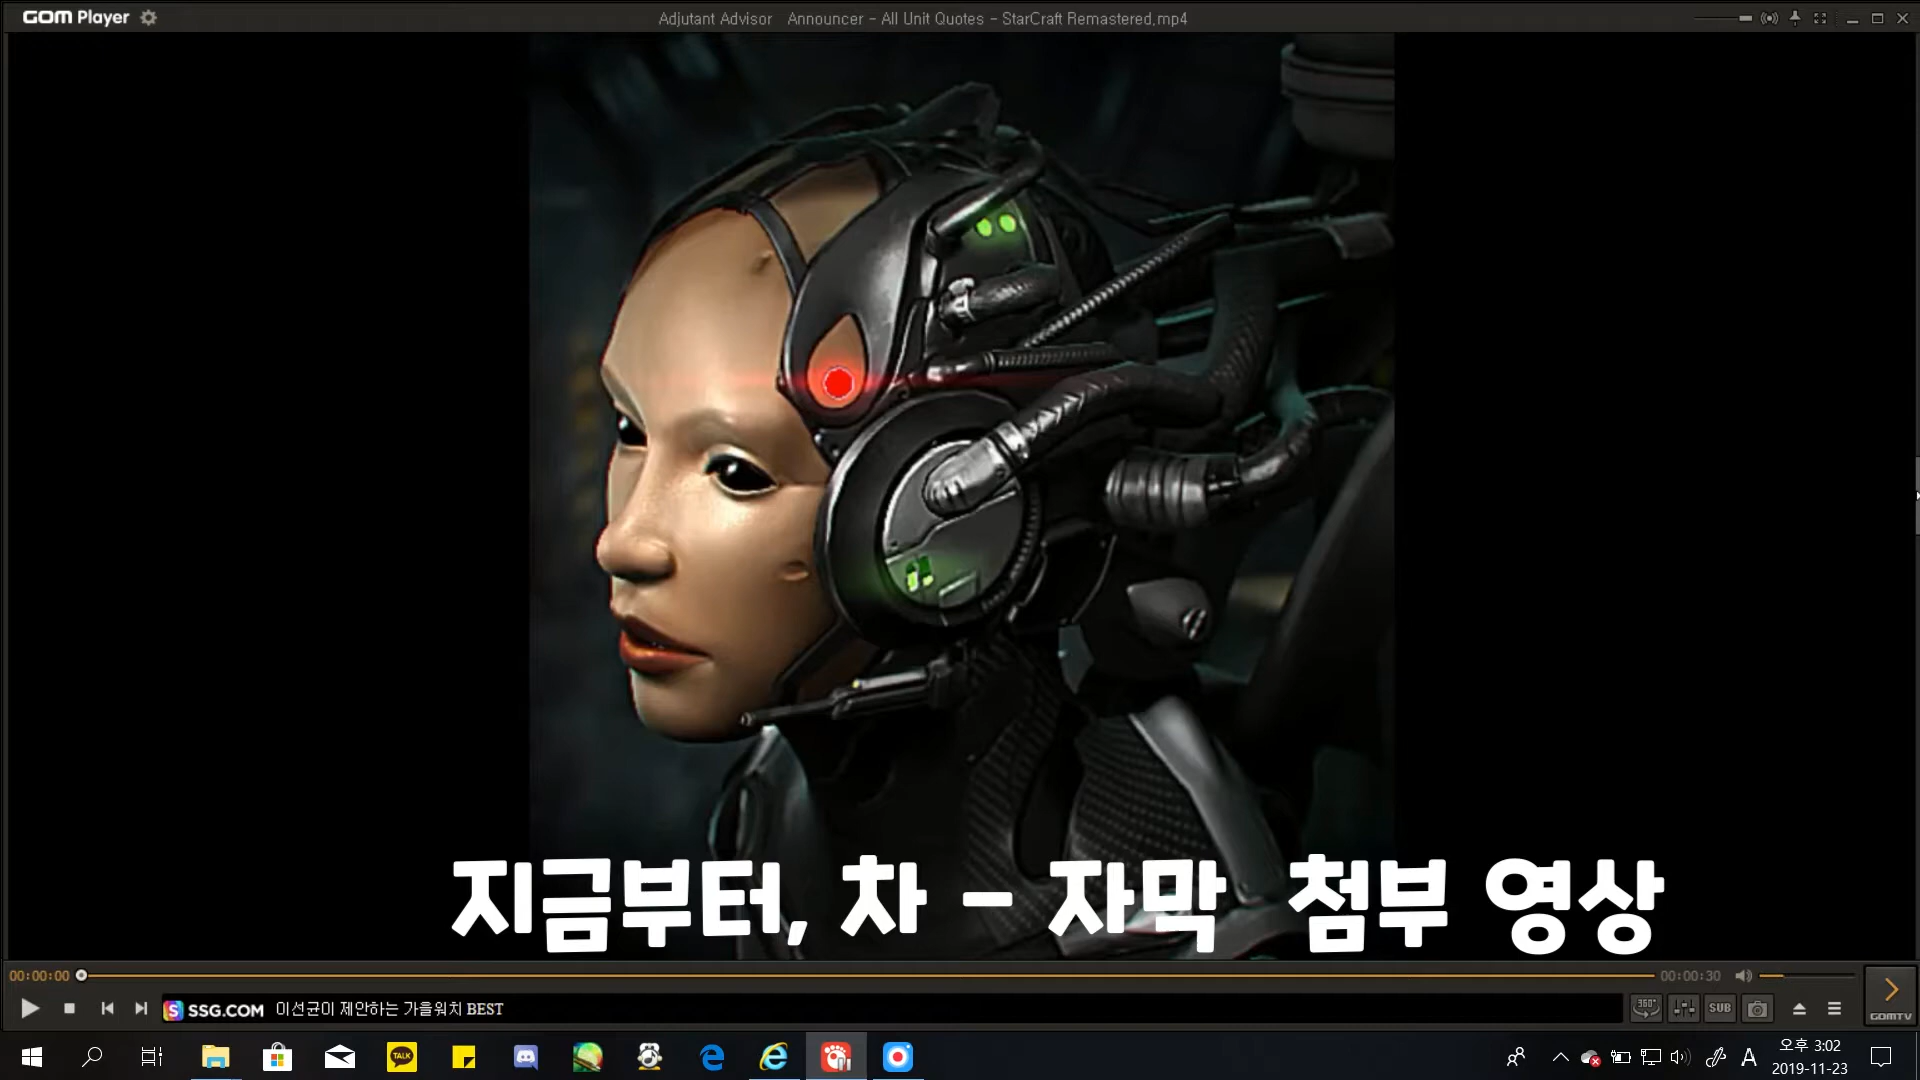 GOM Player
Adjutant Advisor Announcer - All Unit Quotes - StarCraft Remastered.mp4
지금부터, 차 - 자막 첨부 영상
00:00:00
00:00:30
S SSG.COM 이선균이 제안하는 가을워치 BEST
360°
SUB
GOMTV
TALK
A
오후 3:02
2019-11-23